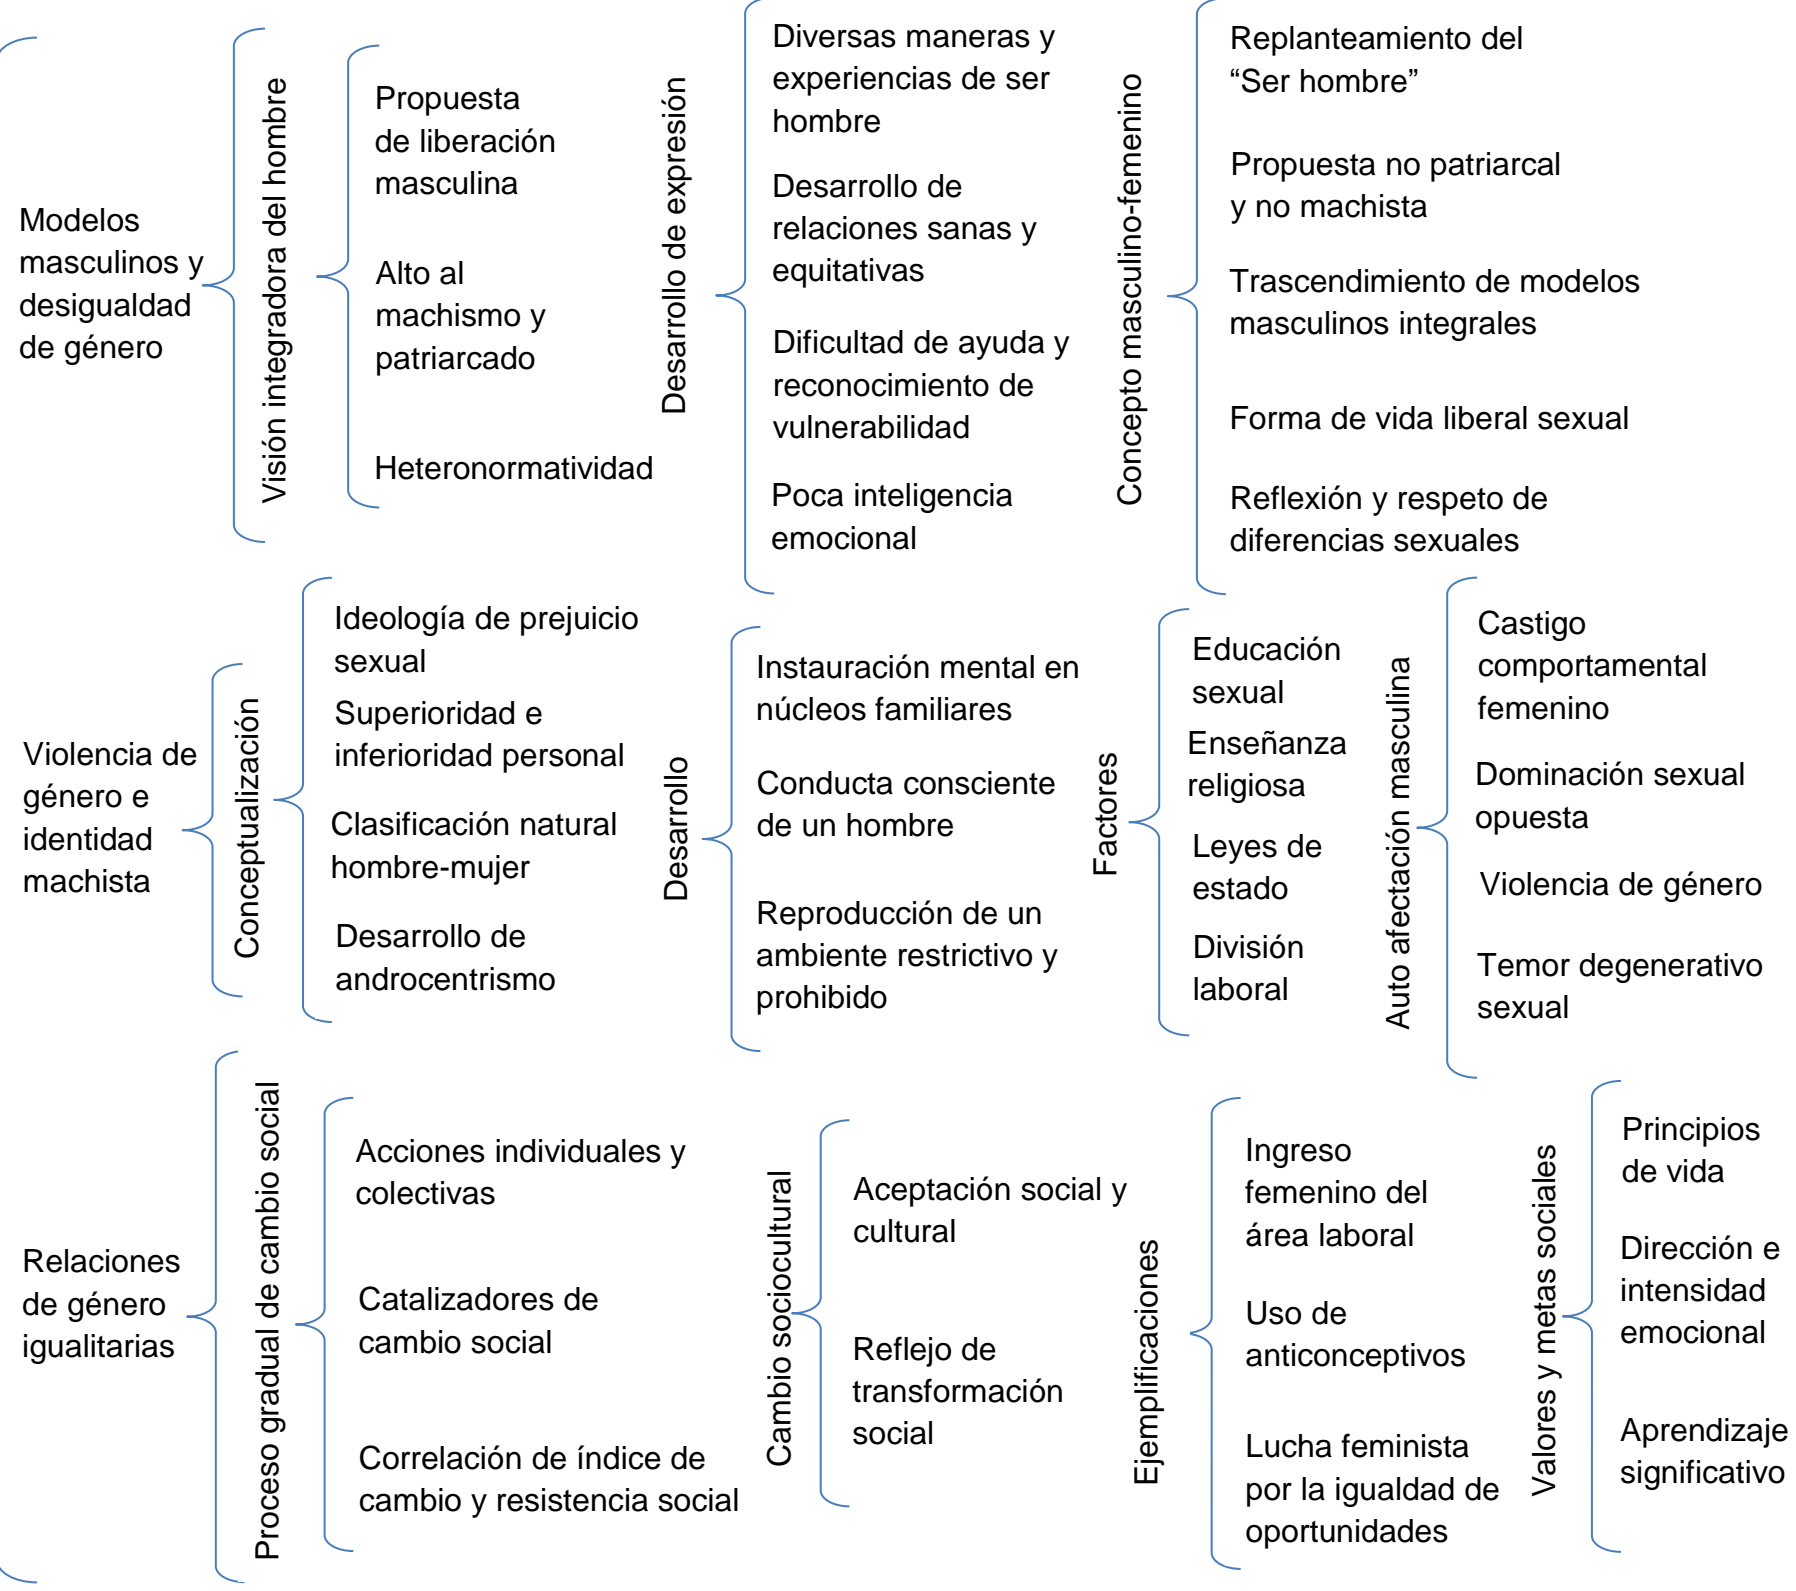 Modelos
masculinos y
desigualdad
de género
Visión integradora del hombre
Propuesta
de liberación
masculina
Alto al
machismo y
patriarcado
Heteronormatividad
Desarrollo de expresión
Diversas maneras y
experiencias de ser
hombre
Desarrollo de
relaciones sanas y
equitativas
Dificultad de ayuda y
reconocimiento de
vulnerabilidad
Poca inteligencia
emocional
Concepto masculino-femenino
Replanteamiento del
“Ser hombre”
Propuesta no patriarcal
y no machista
Trascendimiento de modelos
masculinos integrales
Forma de vida liberal sexual
Reflexión y respeto de
diferencias sexuales
Violencia de
género e
identidad
machista
Conceptualización
Ideología de prejuicio
sexual
Superioridad e
inferioridad personal
Clasificación natural
hombre-mujer
Desarrollo de
androcentrismo
Desarrollo
Instauración mental en
núcleos familiares
Conducta consciente
de un hombre
Reproducción de un
ambiente restrictivo y
prohibido
Factores
Educación
sexual
Enseñanza
religiosa
Leyes de
estado
División
laboral
Auto afectación masculina
Castigo
comportamental
femenino
Dominación sexual
opuesta
Violencia de género
Temor degenerativo
sexual
Relaciones
de género
igualitarias
Proceso gradual de cambio social
Acciones individuales y
colectivas
Catalizadores de
cambio social
Correlación de índice de
cambio y resistencia social
Cambio sociocultural
Aceptación social y
cultural
Reflejo de
transformación
social
Ejemplificaciones
Ingreso
femenino del
área laboral
Uso de
anticonceptivos
Lucha feminista
por la igualdad de
oportunidades
Valores y metas sociales
Principios
de vida
Dirección e
intensidad
emocional
Aprendizaje
significativo